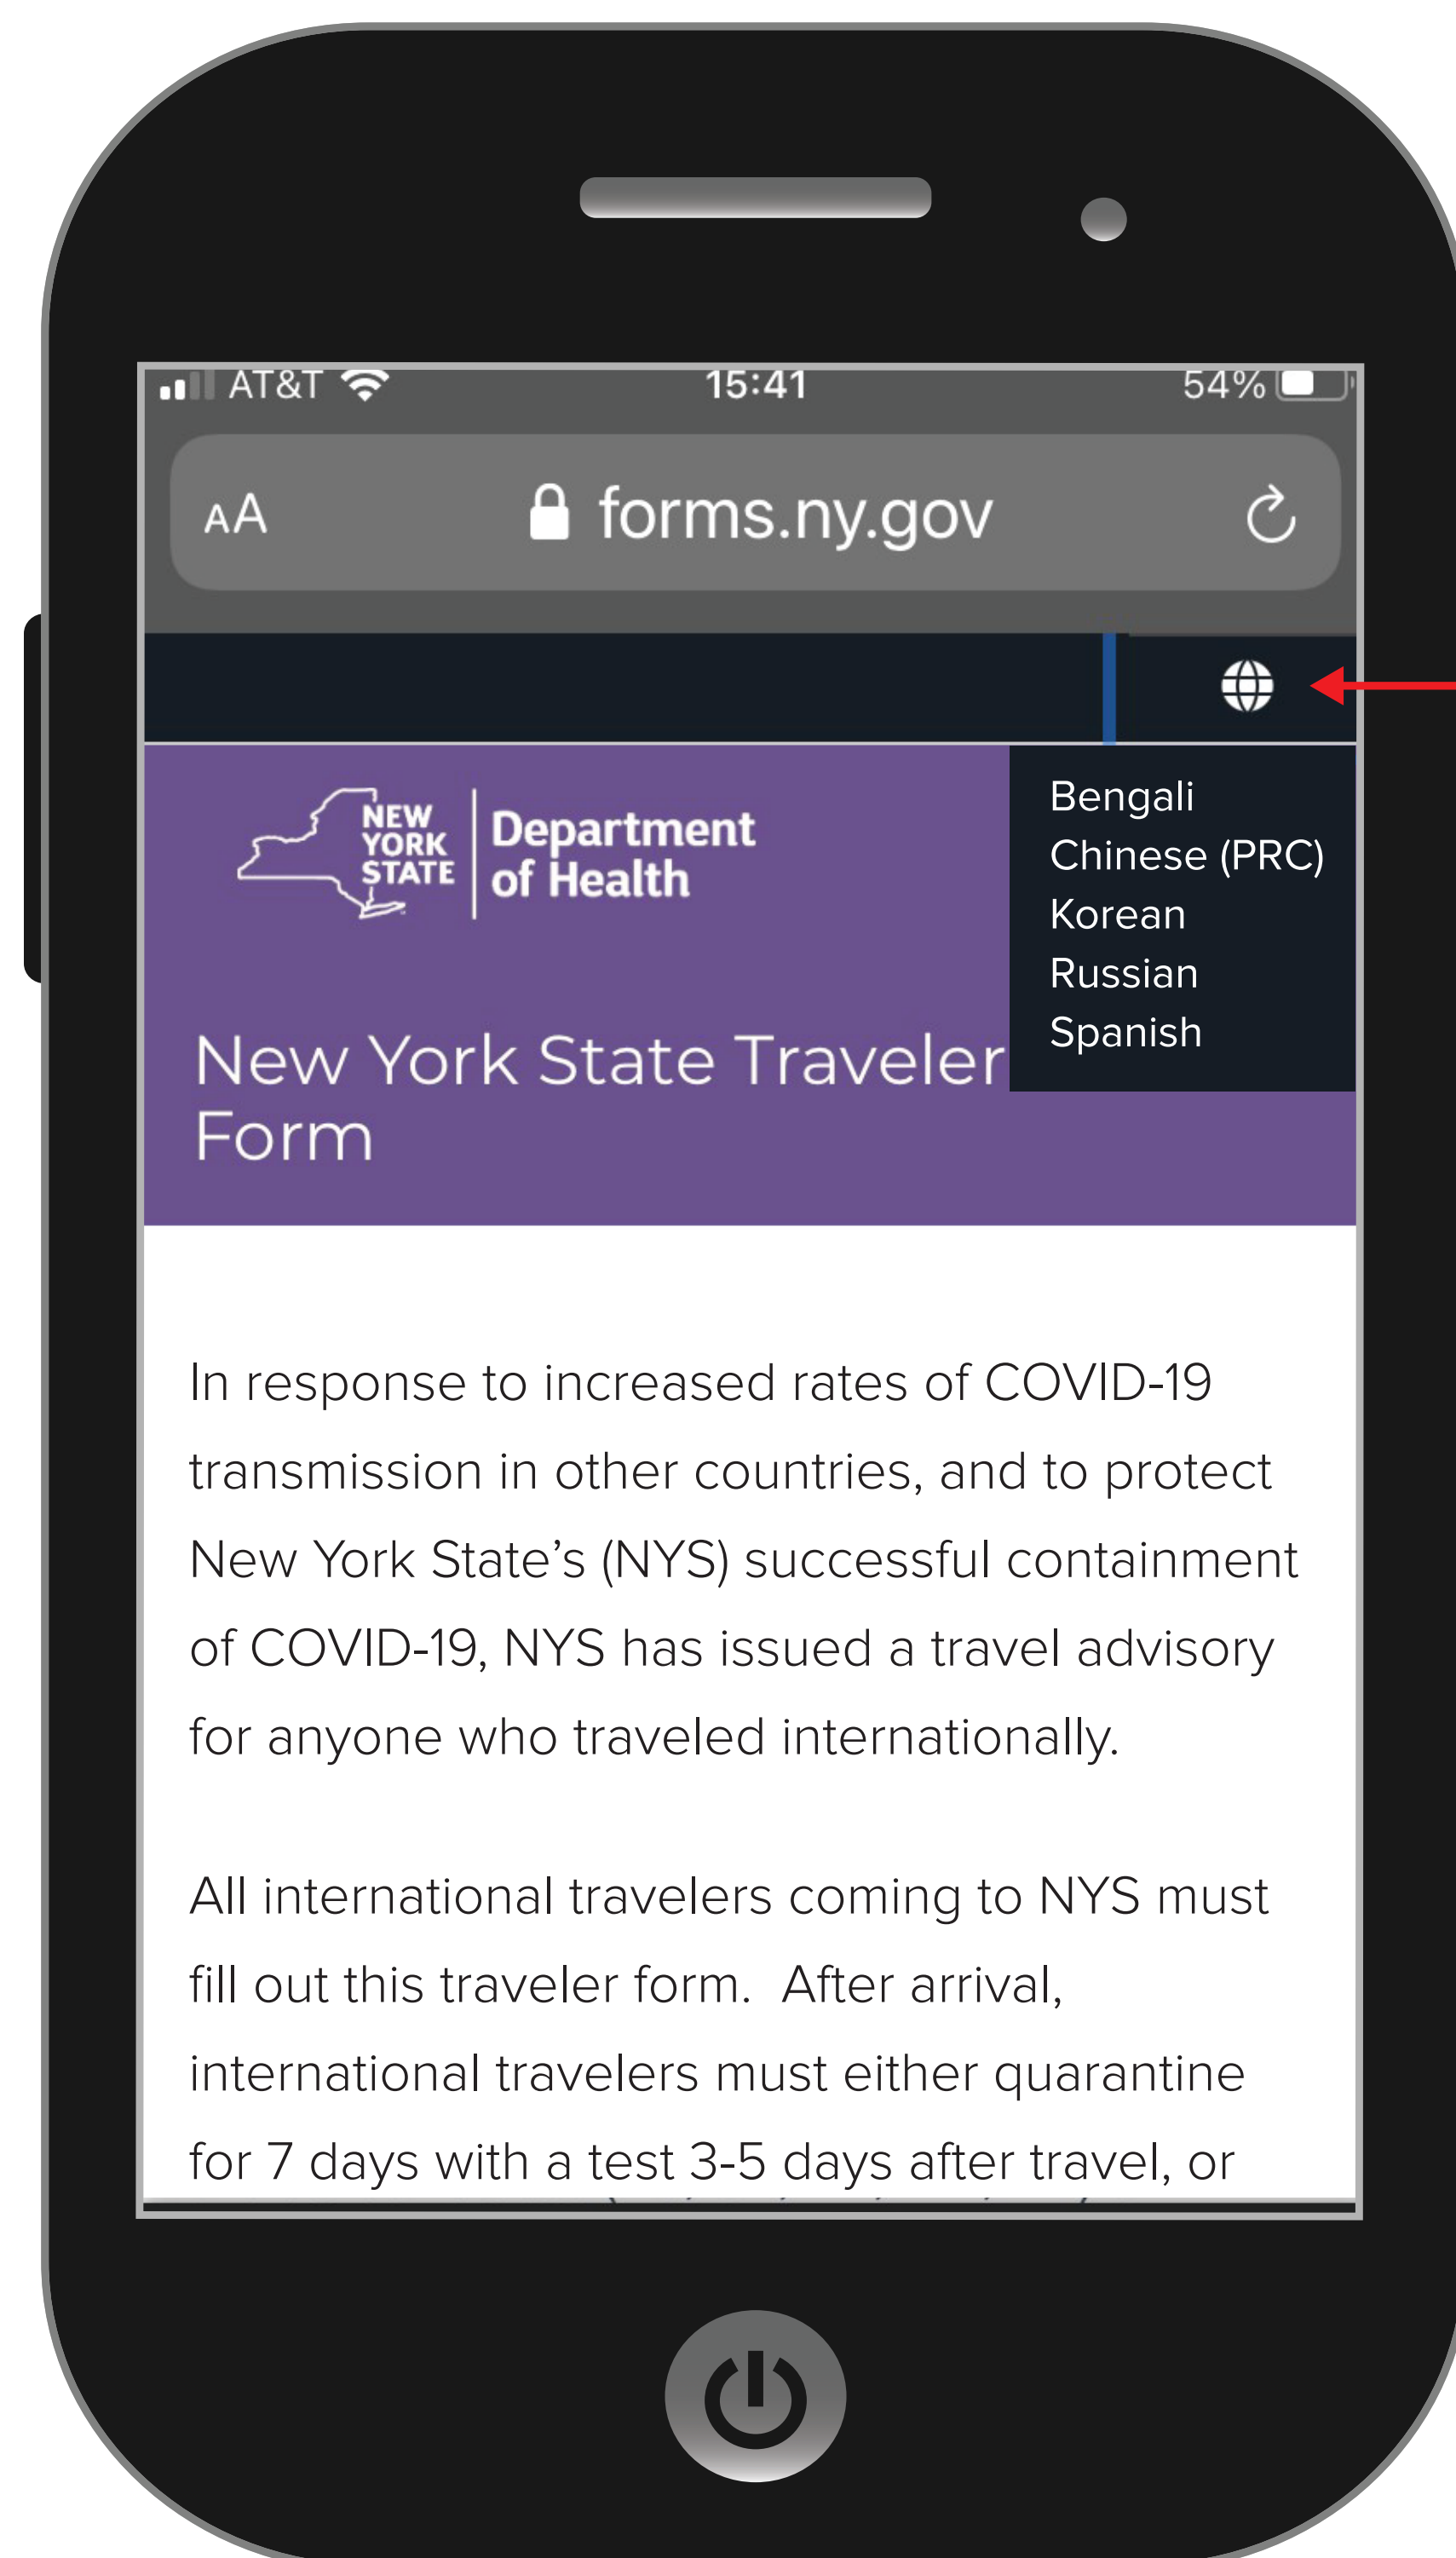 AT&T 15:41 54%
AA forms.ny.gov
NEW
YORK
STATE
Department
of Health
Bengali
Chinese (PRC)
Korean
Russian
Spanish
New York State Traveler
Form
In response to increased rates of COVID-19
transmission in other countries, and to protect
New York State’s (NYS) successful containment
of COVID-19, NYS has issued a travel advisory
for anyone who traveled internationally.
All international travelers coming to NYS must
fill out this traveler form.  After arrival,
international travelers must either quarantine
for 7 days with a test 3-5 days after travel, or